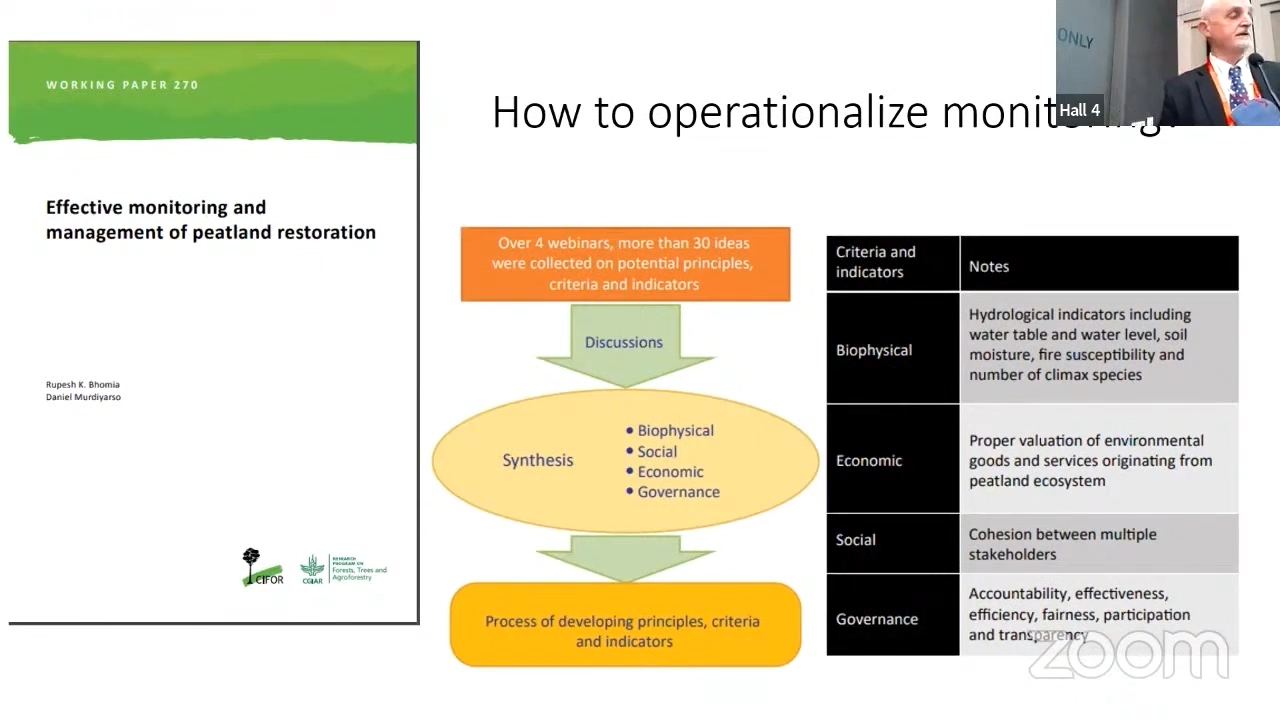 WORKING PAPER 270
Effective monitoring and
management of peatland restoration
Rupesh K. Bhomia
Daniel Murdiyarso
CIFOR
CGIAR
RESEARCH
PROGRAM ON
Forests, Trees and
Agroforestry
How to operationalize monitoring
ONLY
Hall 4
Over 4 webinars, more than 30 ideas
were collected on potential principles,
criteria and indicators
Discussions
Synthesis
• Biophysical
• Social
• Economic
• Governance
Process of developing principles, criteria
and indicators
Criteria and
indicators
Notes
Biophysical
Hydrological indicators including
water table and water level, soil
moisture, fire susceptibility and
number of climax species
Economic
Proper valuation of environmental
goods and services originating from
peatland ecosystem
Social
Cohesion between multiple
stakeholders
Governance
Accountability, effectiveness,
efficiency, fairness, participation
and transparency
zoom